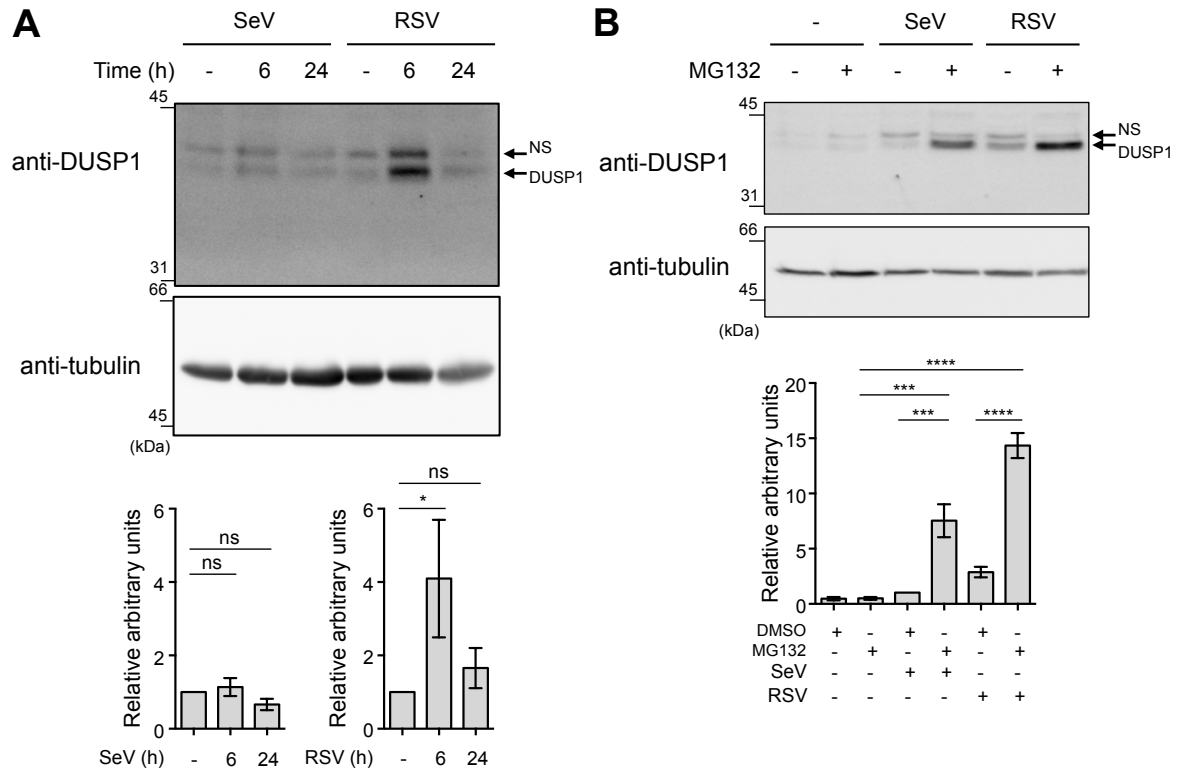 A
SeV RSV
Time (h) - 6 24 - 6 24
45
anti-DUSP1
NS
DUSP1
31
66
anti-tubulin
45
(kDa)
Relative arbitrary units
6
4
2
0
ns
ns
SeV (h) - 6 24
Relative arbitrary units
6
4
2
0
ns
*
RSV (h) - 6 24
B
- SeV RSV
MG132 - + - + - +
45
anti-DUSP1
NS
DUSP1
31
66
anti-tubulin
45
(kDa)
Relative arbitrary units
20
15
10
5
0
****
***
*** ****
DMSO + - + - + -
MG132 - + - + - +
SeV - - + + - -
RSV - - - - + +